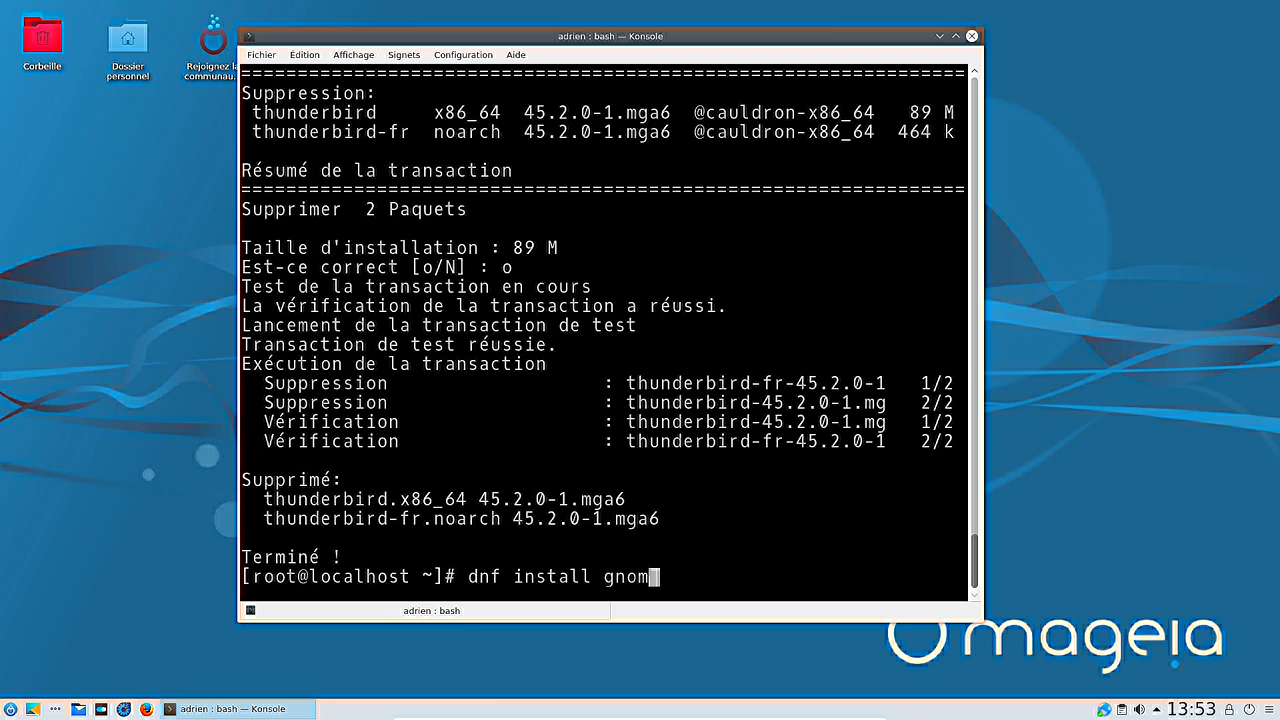 Corbeille
Dossier
personnel
Rejoignez la
communau...
adrien : bash — Konsole
Fichier Édition Affichage Signets Configuration Aide
================================================================
Suppression:
thunderbird x86_64 45.2.0-1.mga6 @cauldron-x86_64 89 M
thunderbird-fr noarch 45.2.0-1.mga6 @cauldron-x86_64 464 k
Résumé de la transaction
================================================================
Supprimer 2 Paquets
Taille d'installation : 89 M
Est-ce correct [o/N] : o
Test de la transaction en cours
La vérification de la transaction a réussi.
Lancement de la transaction de test
Transaction de test réussie.
Exécution de la transaction
Suppression : thunderbird-fr-45.2.0-1 1/2
Suppression : thunderbird-45.2.0-1.mg 2/2
Vérification : thunderbird-45.2.0-1.mg 1/2
Vérification : thunderbird-fr-45.2.0-1 2/2
Supprimé:
thunderbird.x86_64 45.2.0-1.mga6
thunderbird-fr.noarch 45.2.0-1.mga6
Terminé !
[root@localhost ~]# dnf install gnom
adrien : bash
mageia
adrien : bash — Konsole
13:53